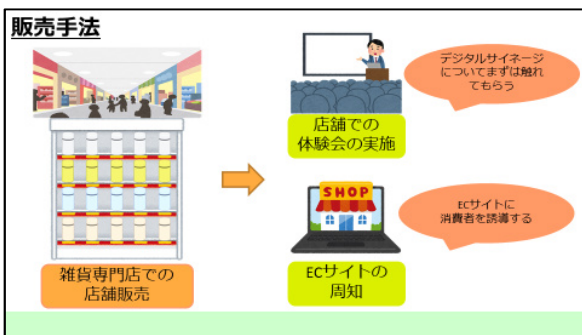 販売手法
デジタルサイネージ
についてまずは触れ
てもらう
店舗での
体験会の実施
SHOP
ECサイトに
消費者を誘導する
雑貨専門店での
店舗販売
ECサイトの
周知